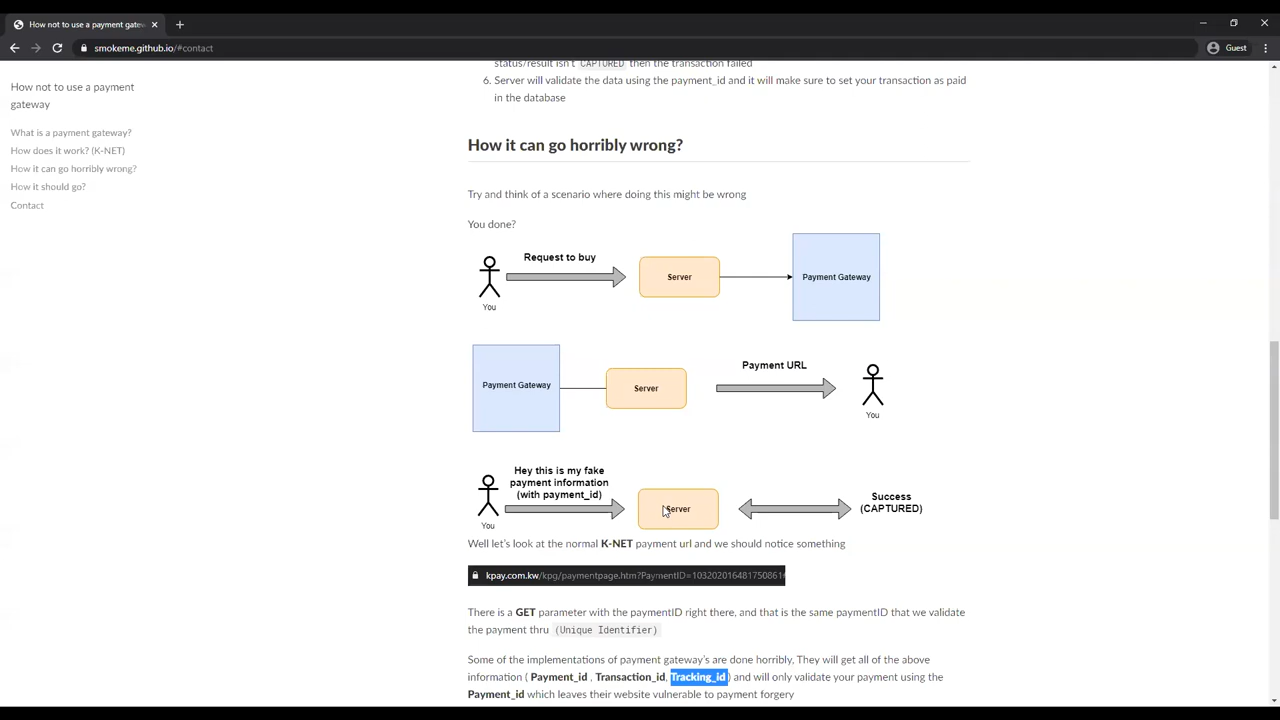 How not to use a payment gatew
smokeme.github.io/#contact
Guest
How not to use a payment
gateway
What is a payment gateway?
How does it work? (K-NET)
How it can go horribly wrong?
How it should go?
Contact
status/result isn't CAPTURED then the transaction failed
6. Server will validate the data using the payment_id and it will make sure to set your transaction as paid
in the database
How it can go horribly wrong?
Try and think of a scenario where doing this might be wrong
You done?
Request to buy
Server
Payment Gateway
You
Payment Gateway
Server
Payment URL
You
Hey this is my fake
payment information
(with payment_id)
Server
Success
(CAPTURED)
You
Well let's look at the normal K-NET payment url and we should notice something
kpay.com.kw/kpg/paymentpage.htm?PaymentID=103202016481750861
There is a GET parameter with the paymentID right there, and that is the same paymentID that we validate
the payment thru (Unique Identifier)
Some of the implementations of payment gateway's are done horribly, They will get all of the above
information ( Payment_id , Transaction_id, Tracking_id ) and will only validate your payment using the
Payment_id which leaves their website vulnerable to payment forgery